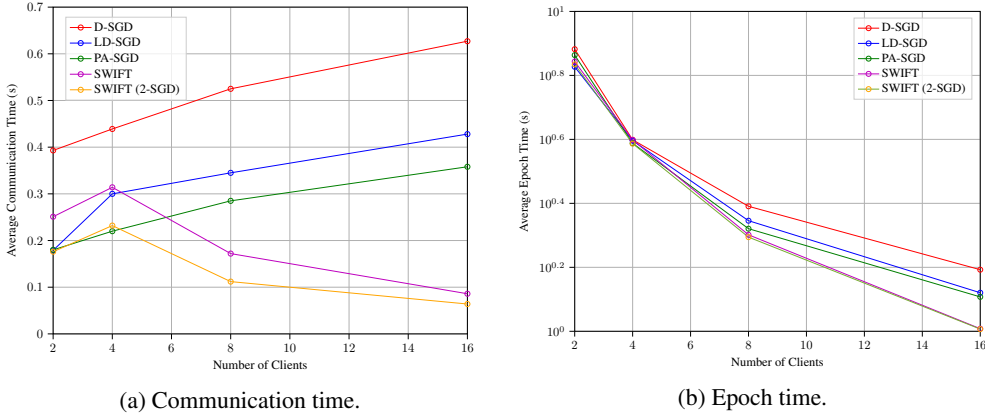 0.7
0.6
0.5
0.4
0.3
0.2
0.1
0
2
4
6
8
10
12
14
16
Average Communication Time (s)
Number of Clients
D-SGD
LD-SGD
PA-SGD
SWIFT
SWIFT (2-SGD)
(a) Communication time.
10^1
10^0.8
10^0.6
10^0.4
10^0.2
10^0
2
4
6
8
10
12
14
16
Average Epoch Time (s)
Number of Clients
D-SGD
LD-SGD
PA-SGD
SWIFT
SWIFT (2-SGD)
(b) Epoch time.